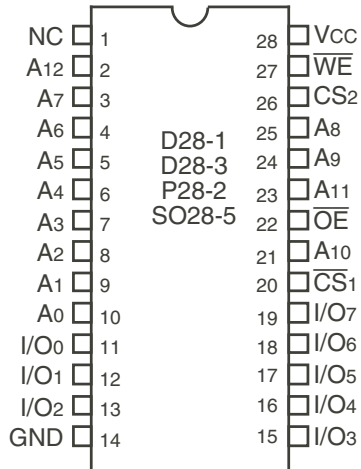 NC 1 28 VCC
A12 2 27 WE
A7 3 26 CS2
A6 4 25 A8
A5 5 24 A9
A4 6 23 A11
A3 7 22 OE
A2 8 21 A10
A1 9 20 CS1
A0 10 19 I/O7
I/O0 11 18 I/O6
I/O1 12 17 I/O5
I/O2 13 16 I/O4
GND 14 15 I/O3
D28-1
D28-3
P28-2
SO28-5